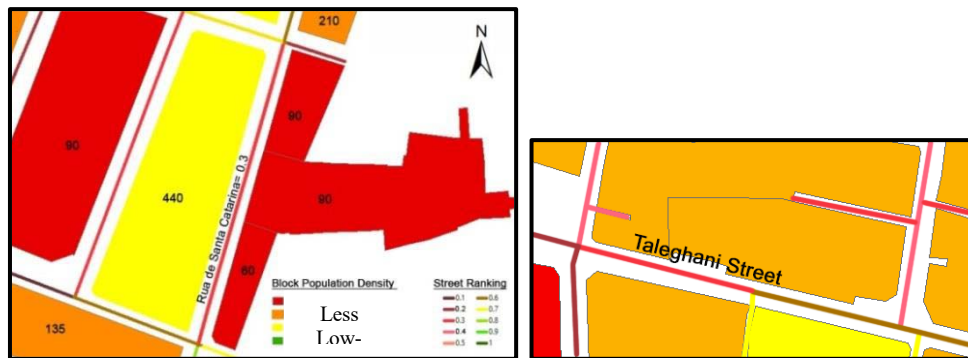 210
N
90
90
Rua de Santa Catarina= 0.3
440
90
60
135
Block Population Density
Less
Low-
Street Ranking
0.1
0.6
0.2
0.7
0.3
0.8
0.4
0.9
0.5
1
Taleghani Street